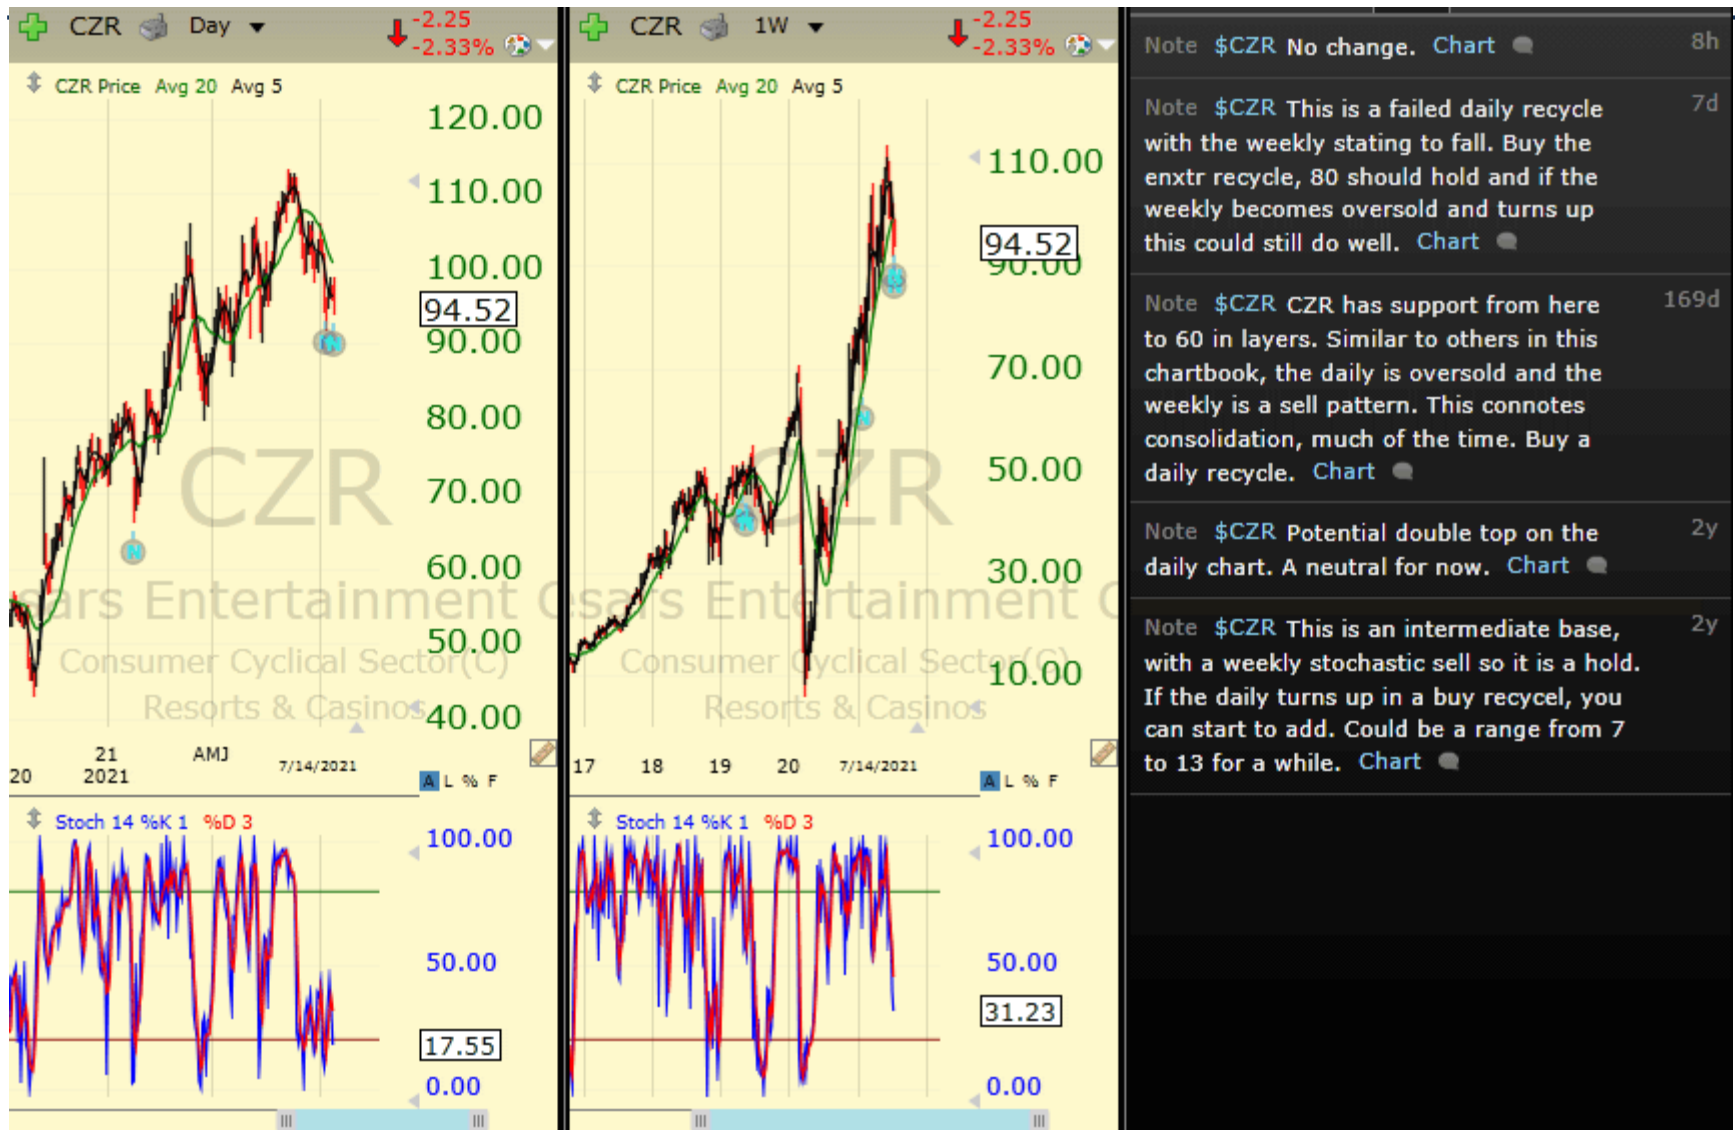 CZR Day
-2.25
-2.33%
CZR Price Avg 20 Avg 5
120.00
110.00
100.00
94.52
90.00
80.00
70.00
60.00
50.00
40.00
CZR
ars Entertainment C
Consumer Cyclical Sector(C)
Resorts & Casinos
N
N
20
21
2021
AMJ
7/14/2021
A L % F
Stoch 14 %K 1 %D 3
100.00
50.00
17.55
0.00
CZR 1W
-2.25
-2.33%
CZR Price Avg 20 Avg 5
110.00
94.52
90.00
70.00
50.00
30.00
10.00
CZR
esars Entertainment C
Consumer Cyclical Sector(C)
Resorts & Casinos
N
17 18 19 20 7/14/2021
A L % F
Stoch 14 %K 1 %D 3
100.00
50.00
31.23
0.00
Note $CZR No change. Chart 8h
Note $CZR This is a failed daily recycle 7d
with the weekly stating to fall. Buy the
enxtr recycle, 80 should hold and if the
weekly becomes oversold and turns up
this could still do well. Chart
Note $CZR CZR has support from here 169d
to 60 in layers. Similar to others in this
chartbook, the daily is oversold and the
weekly is a sell pattern. This connotes
consolidation, much of the time. Buy a
daily recycle. Chart
Note $CZR Potential double top on the 2y
daily chart. A neutral for now. Chart
Note $CZR This is an intermediate base, 2y
with a weekly stochastic sell so it is a hold.
If the daily turns up in a buy recycel, you
can start to add. Could be a range from 7
to 13 for a while. Chart